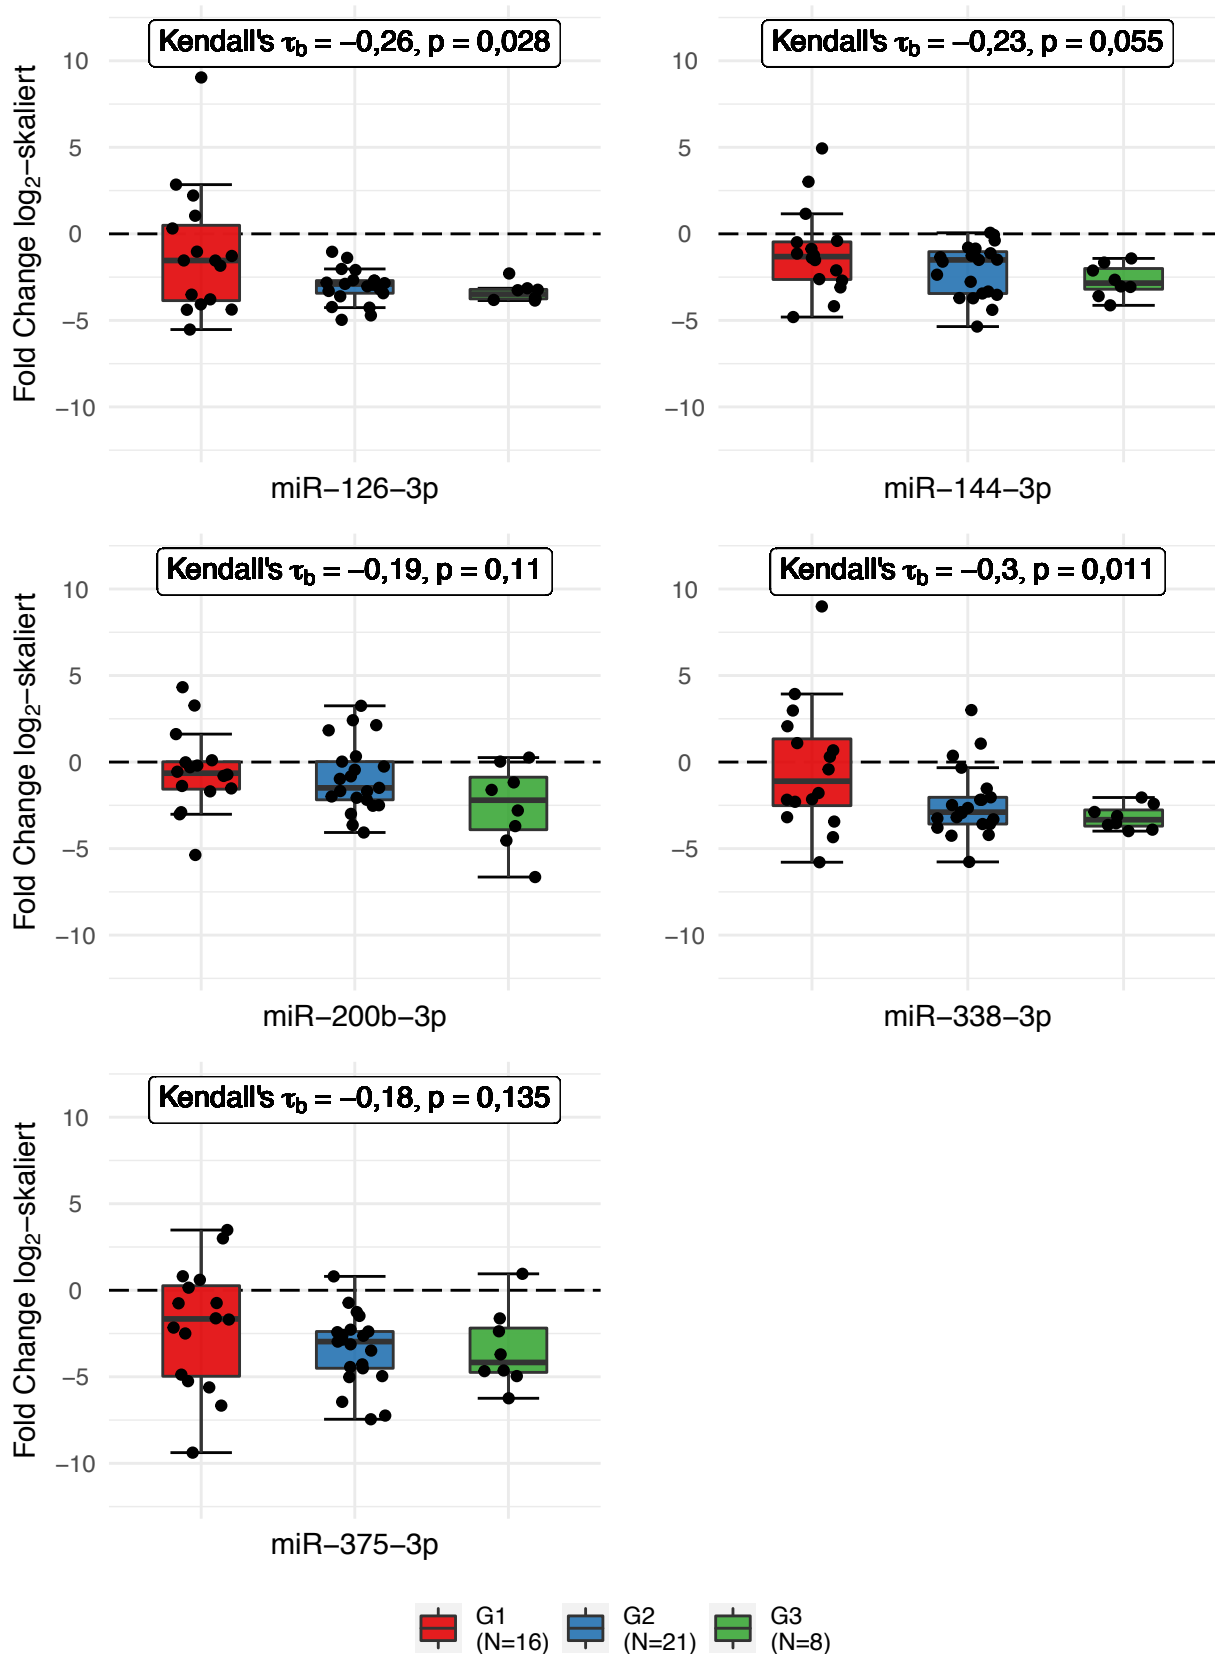 Kendall's τb = −0,26, p = 0,028
Fold Change log2−skaliert
10
5
0
−5
−10
miR−126−3p
Kendall's τb = −0,23, p = 0,055
10
5
0
−5
−10
miR−144−3p
Kendall's τb = −0,19, p = 0,11
Fold Change log2−skaliert
10
5
0
−5
−10
miR−200b−3p
Kendall's τb = −0,3, p = 0,011
10
5
0
−5
−10
miR−338−3p
Kendall's τb = −0,18, p = 0,135
Fold Change log2−skaliert
10
5
0
−5
−10
miR−375−3p
G1
(N=16)
G2
(N=21)
G3
(N=8)